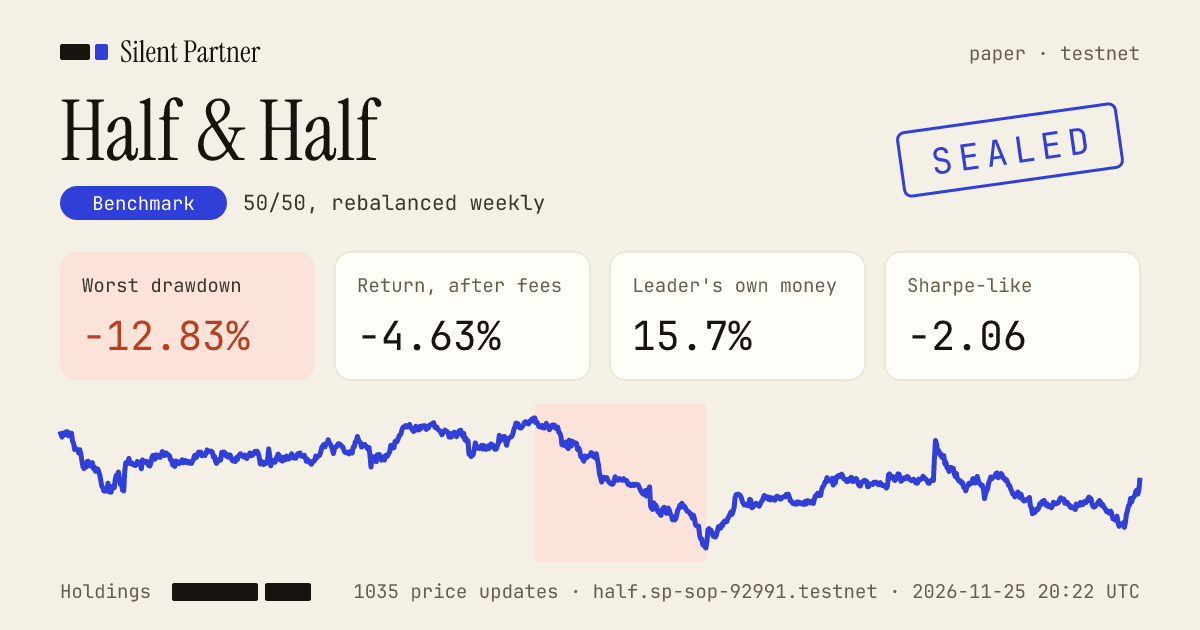 Silent Partner
paper · testnet
Half & Half
SEALED
Benchmark
50/50, rebalanced weekly
Worst drawdown
-12.83%
Return, after fees
-4.63%
Leader's own money
15.7%
Sharpe-like
-2.06
Holdings
1035 price updates · half.sp-sop-92991.testnet · 2026-11-25 20:22 UTC